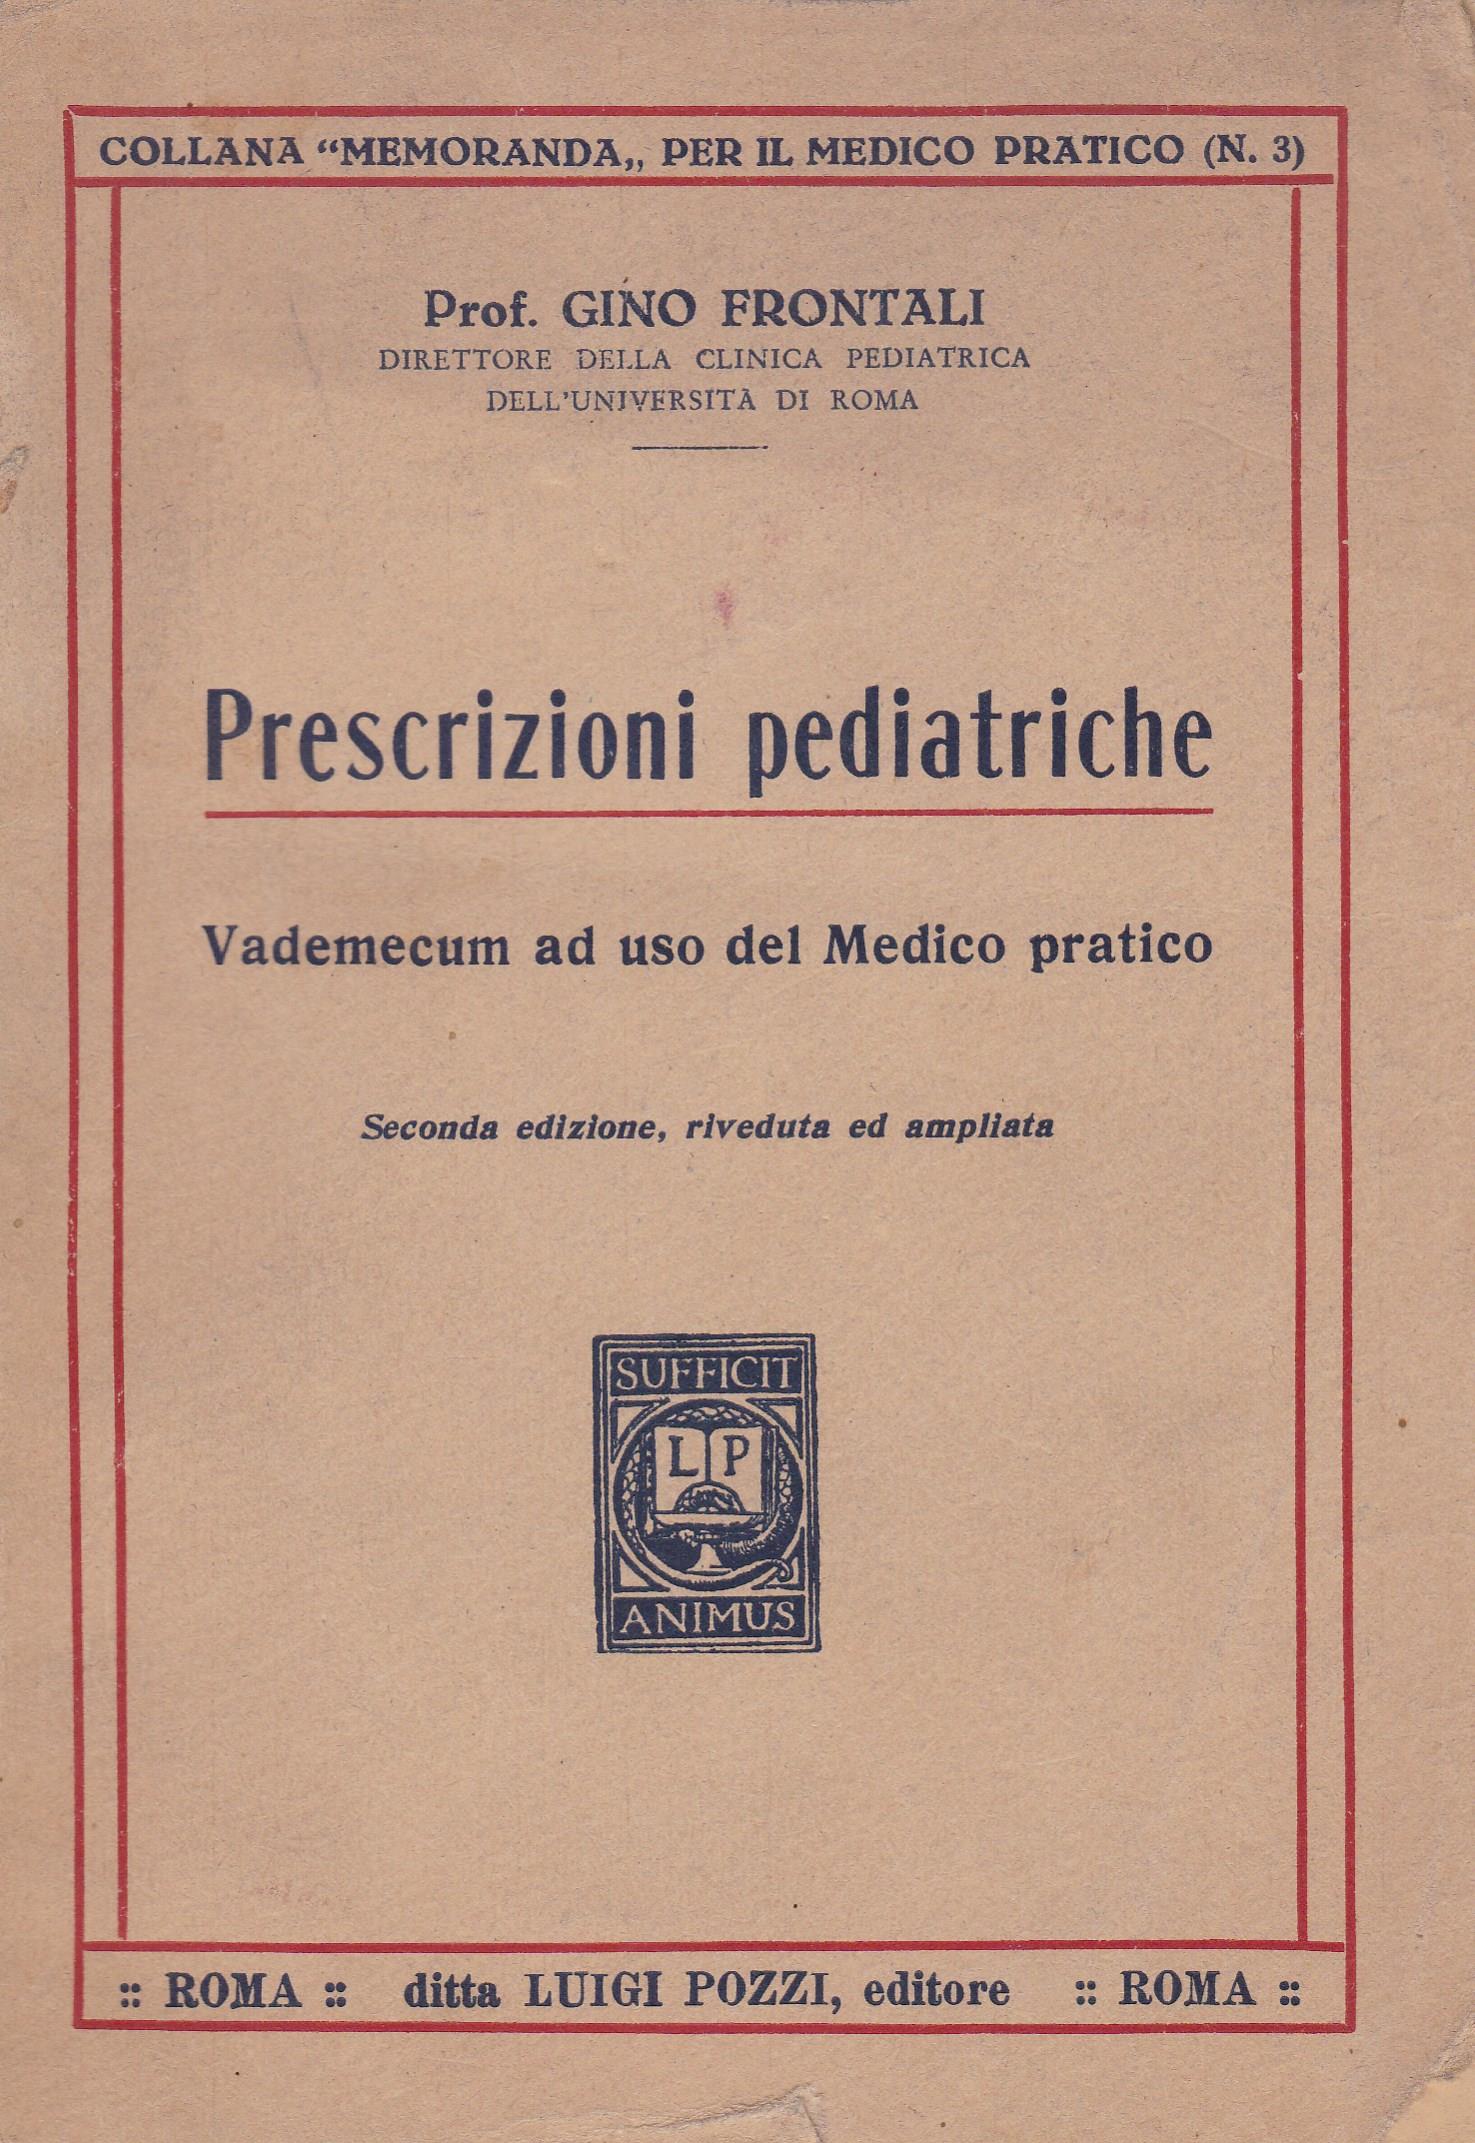 COLLANA “MEMORANDA„ PER IL MEDICO PRATICO (N. 3)
Prof. GINO FRONTALI
DIRETTORE DELLA CLINICA PEDIATRICA
DELL'UNIVERSITÀ DI ROMA
Prescrizioni pediatriche
Vademecum ad uso del Medico pratico
Seconda edizione, riveduta ed ampliata
SUFFICIT
L P
ANIMUS
:: ROMA :: ditta LUIGI POZZI, editore :: ROMA ::